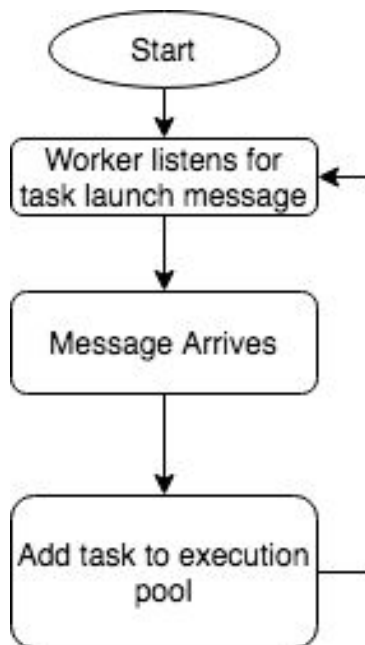 Start
Worker listens for
task launch message
Message Arrives
Add task to execution
pool